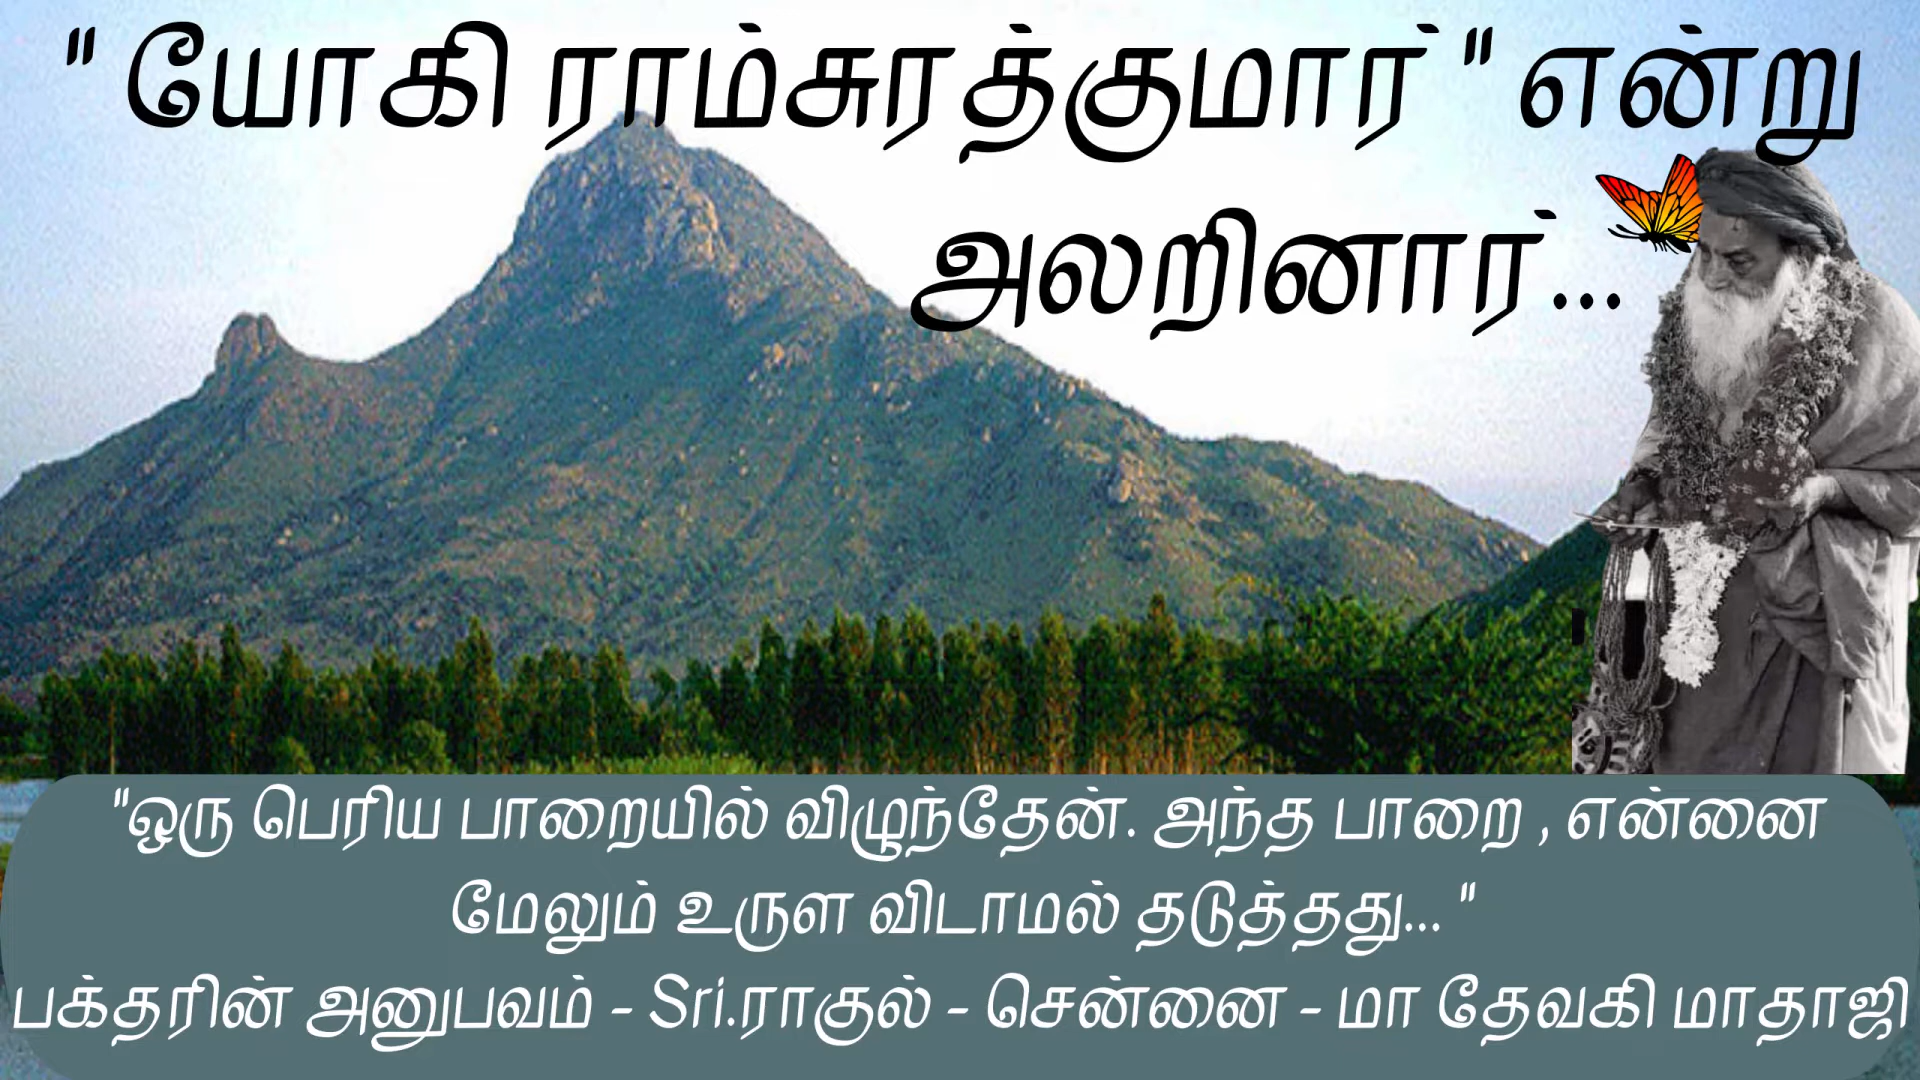 " யோகி ராம்சுரத்குமார் " என்று
அலறினார்...
"ஒரு பெரிய பாறையில் விழுந்தேன். அந்த பாறை , என்னை
மேலும் உருள விடாமல் தடுத்தது... "
பக்தரின் அனுபவம் - Sri.ராகுல் - சென்னை - மா தேவகி மாதாஜி